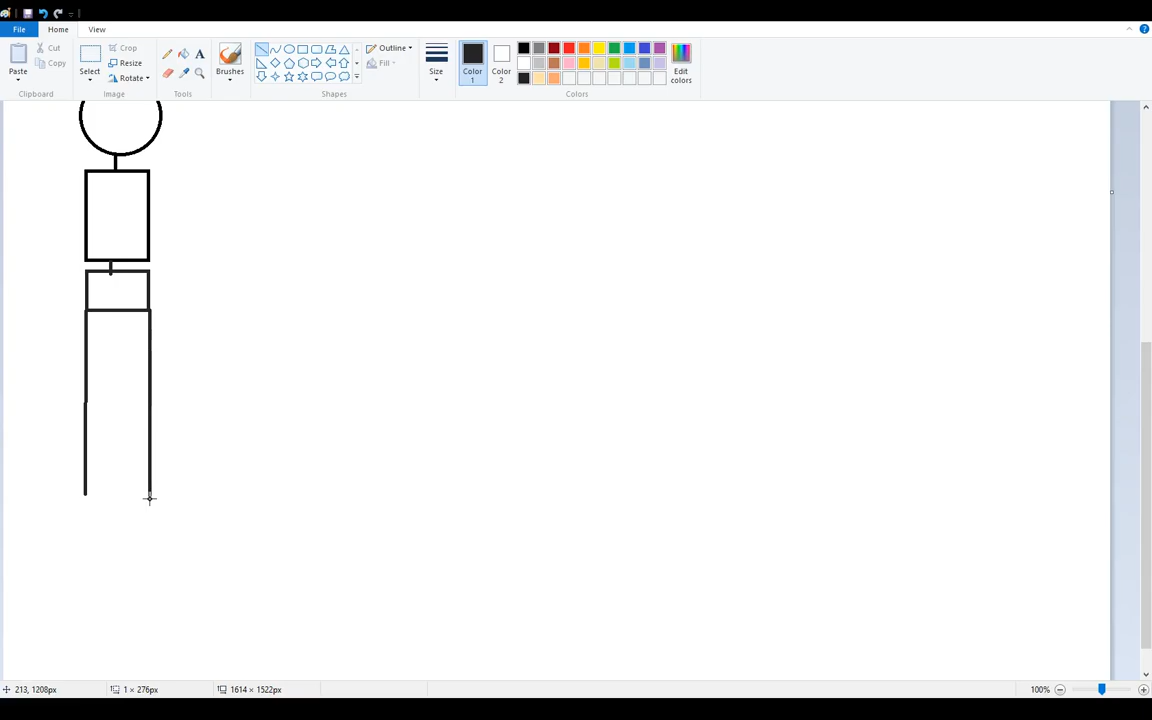 File Home View
Paste Cut Copy Clipboard
Select Crop Resize Rotate Image
Tools
Brushes
Outline Fill Shapes
Size
Color 1
Color 2
Edit colors
Colors
213, 1208px 1 × 276px 1614 × 1522px 100%